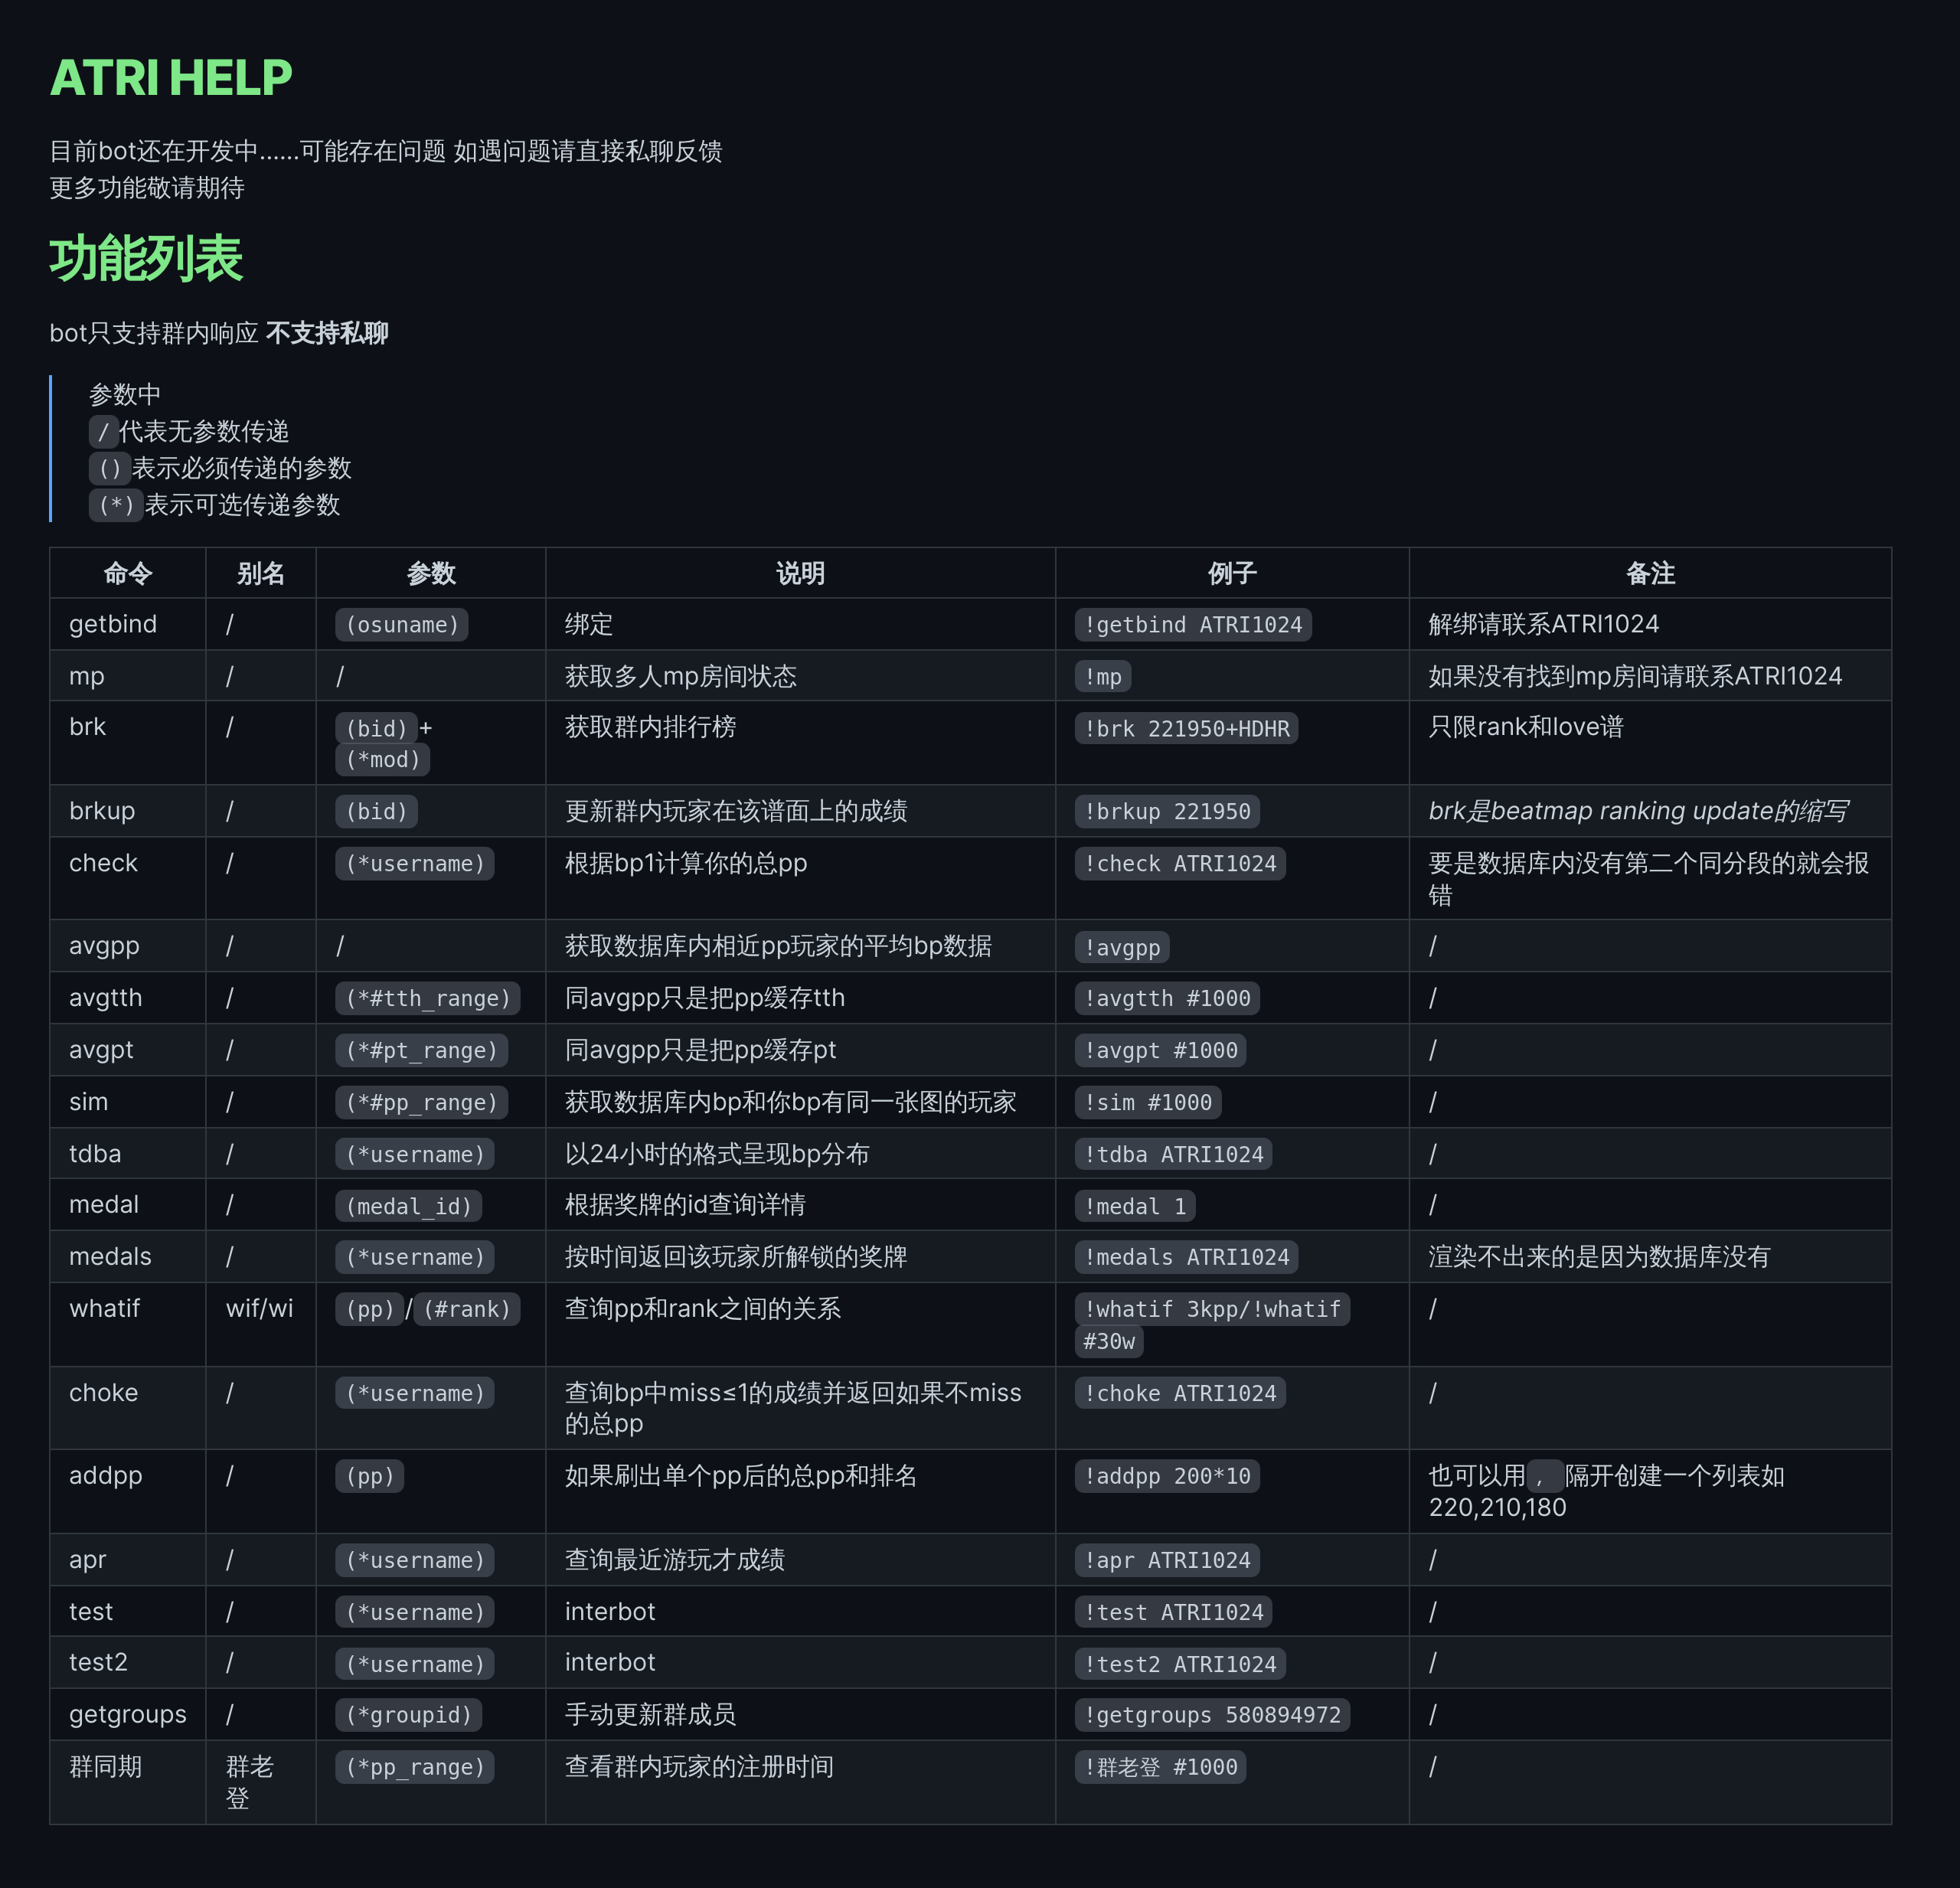 ATRI HELP
目前bot还在开发中......可能存在问题 如遇问题请直接私聊反馈
更多功能敬请期待
功能列表
bot只支持群内响应 不支持私聊
参数中
/代表无参数传递
()表示必须传递的参数
(*)表示可选传递参数
命令 别名 参数 说明 例子 备注
getbind / (osuname) 绑定 !getbind ATRI1024 解绑请联系ATRI1024
mp / / 获取多人mp房间状态 !mp 如果没有找到mp房间请联系ATRI1024
brk / (bid)+ 获取群内排行榜 !brk 221950+HDHR 只限rank和love谱
(*mod)
brkup / (bid) 更新群内玩家在该谱面上的成绩 !brkup 221950 brk是beatmap ranking update的缩写
check / (*username) 根据bp1计算你的总pp !check ATRI1024 要是数据库内没有第二个同分段的就会报
错
avgpp / / 获取数据库内相近pp玩家的平均bp数据 !avgpp /
avgtth / (*#tth_range) 同avgpp只是把pp缓存tth !avgtth #1000 /
avgpt / (*#pt_range) 同avgpp只是把pp缓存pt !avgpt #1000 /
sim / (*#pp_range) 获取数据库内bp和你bp有同一张图的玩家 !sim #1000 /
tdba / (*username) 以24小时的格式呈现bp分布 !tdba ATRI1024 /
medal / (medal_id) 根据奖牌的id查询详情 !medal 1 /
medals / (*username) 按时间返回该玩家所解锁的奖牌 !medals ATRI1024 渲染不出来的是因为数据库没有
whatif wif/wi (pp)/(#rank) 查询pp和rank之间的关系 !whatif 3kpp/!whatif /
#30w
choke / (*username) 查询bp中miss≤1的成绩并返回如果不miss !choke ATRI1024 /
的总pp
addpp / (pp) 如果刷出单个pp后的总pp和排名 !addpp 200*10 也可以用，隔开创建一个列表如
220,210,180
apr / (*username) 查询最近游玩才成绩 !apr ATRI1024 /
test / (*username) interbot !test ATRI1024 /
test2 / (*username) interbot !test2 ATRI1024 /
getgroups / (*groupid) 手动更新群成员 !getgroups 580894972 /
群同期 群老 (*pp_range) 查看群内玩家的注册时间 !群老登 #1000 /
登